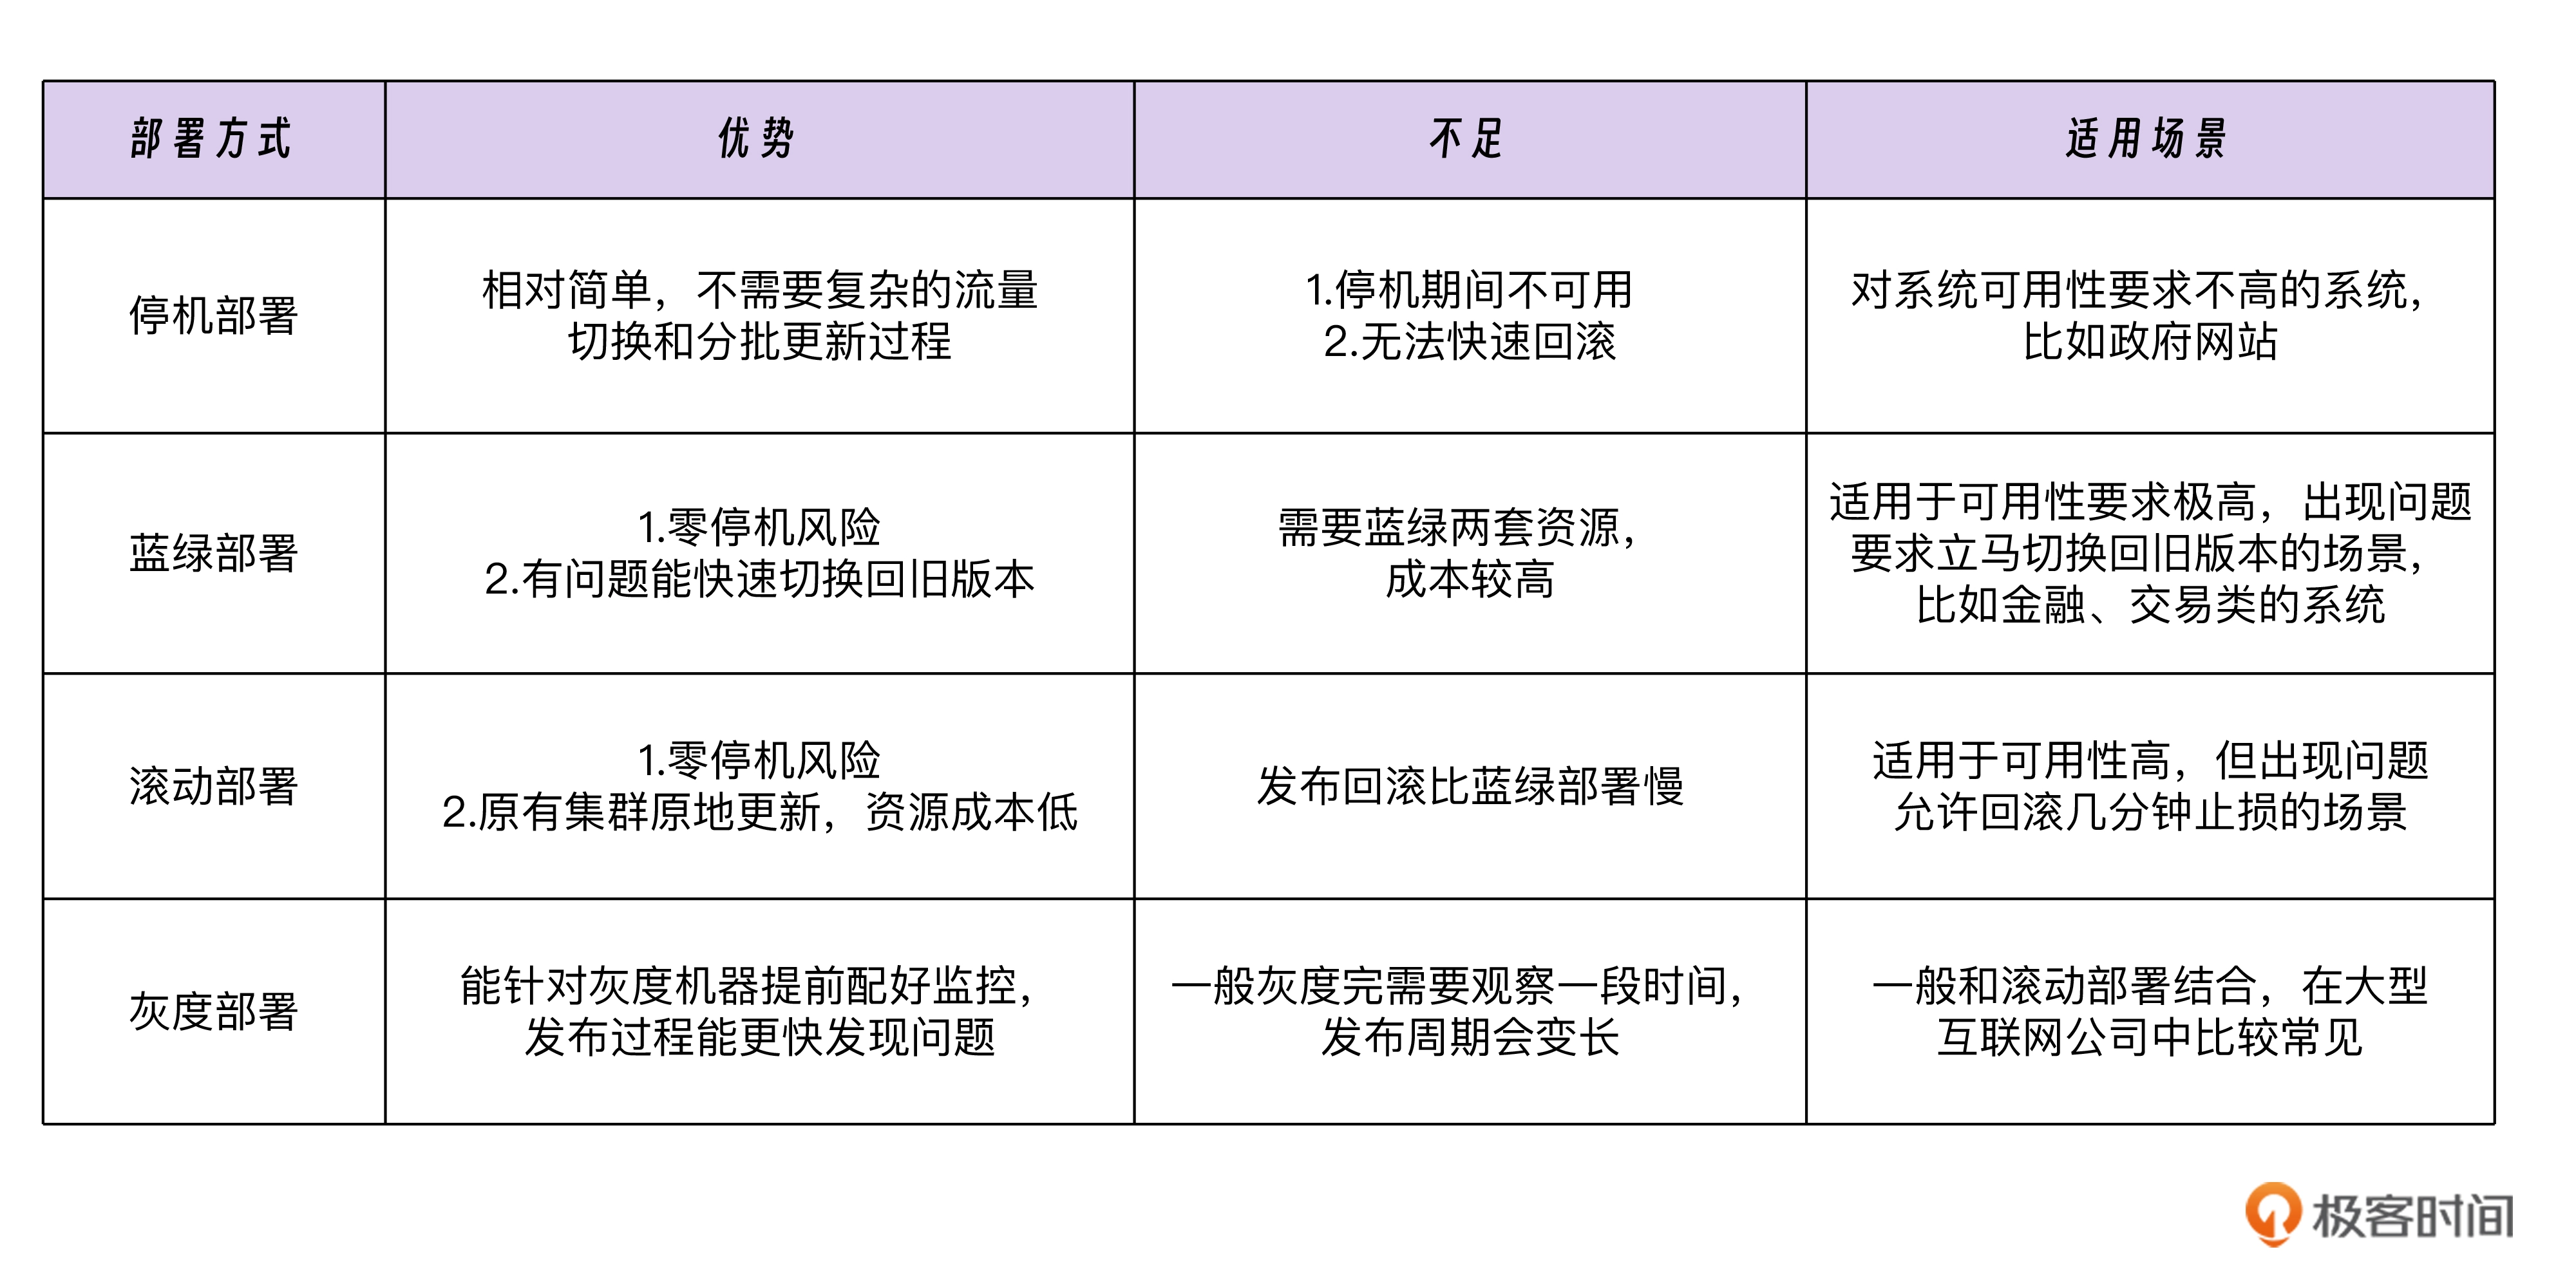 部署方式
优势
不足
适用场景
停机部署
相对简单，不需要复杂的流量
切换和分批更新过程
1.停机期间不可用
2.无法快速回滚
对系统可用性要求不高的系统，
比如政府网站
蓝绿部署
1.零停机风险
2.有问题能快速切换回旧版本
需要蓝绿两套资源，
成本较高
适用于可用性要求极高，出现问题
要求立马切换回旧版本的场景，
比如金融、交易类的系统
滚动部署
1.零停机风险
2.原有集群原地更新，资源成本低
发布回滚比蓝绿部署慢
适用于可用性高，但出现问题
允许回滚几分钟止损的场景
灰度部署
能针对灰度机器提前配好监控，
发布过程能更快发现问题
一般灰度完需要观察一段时间，
发布周期会变长
一般和滚动部署结合，在大型
互联网公司中比较常见
极客时间